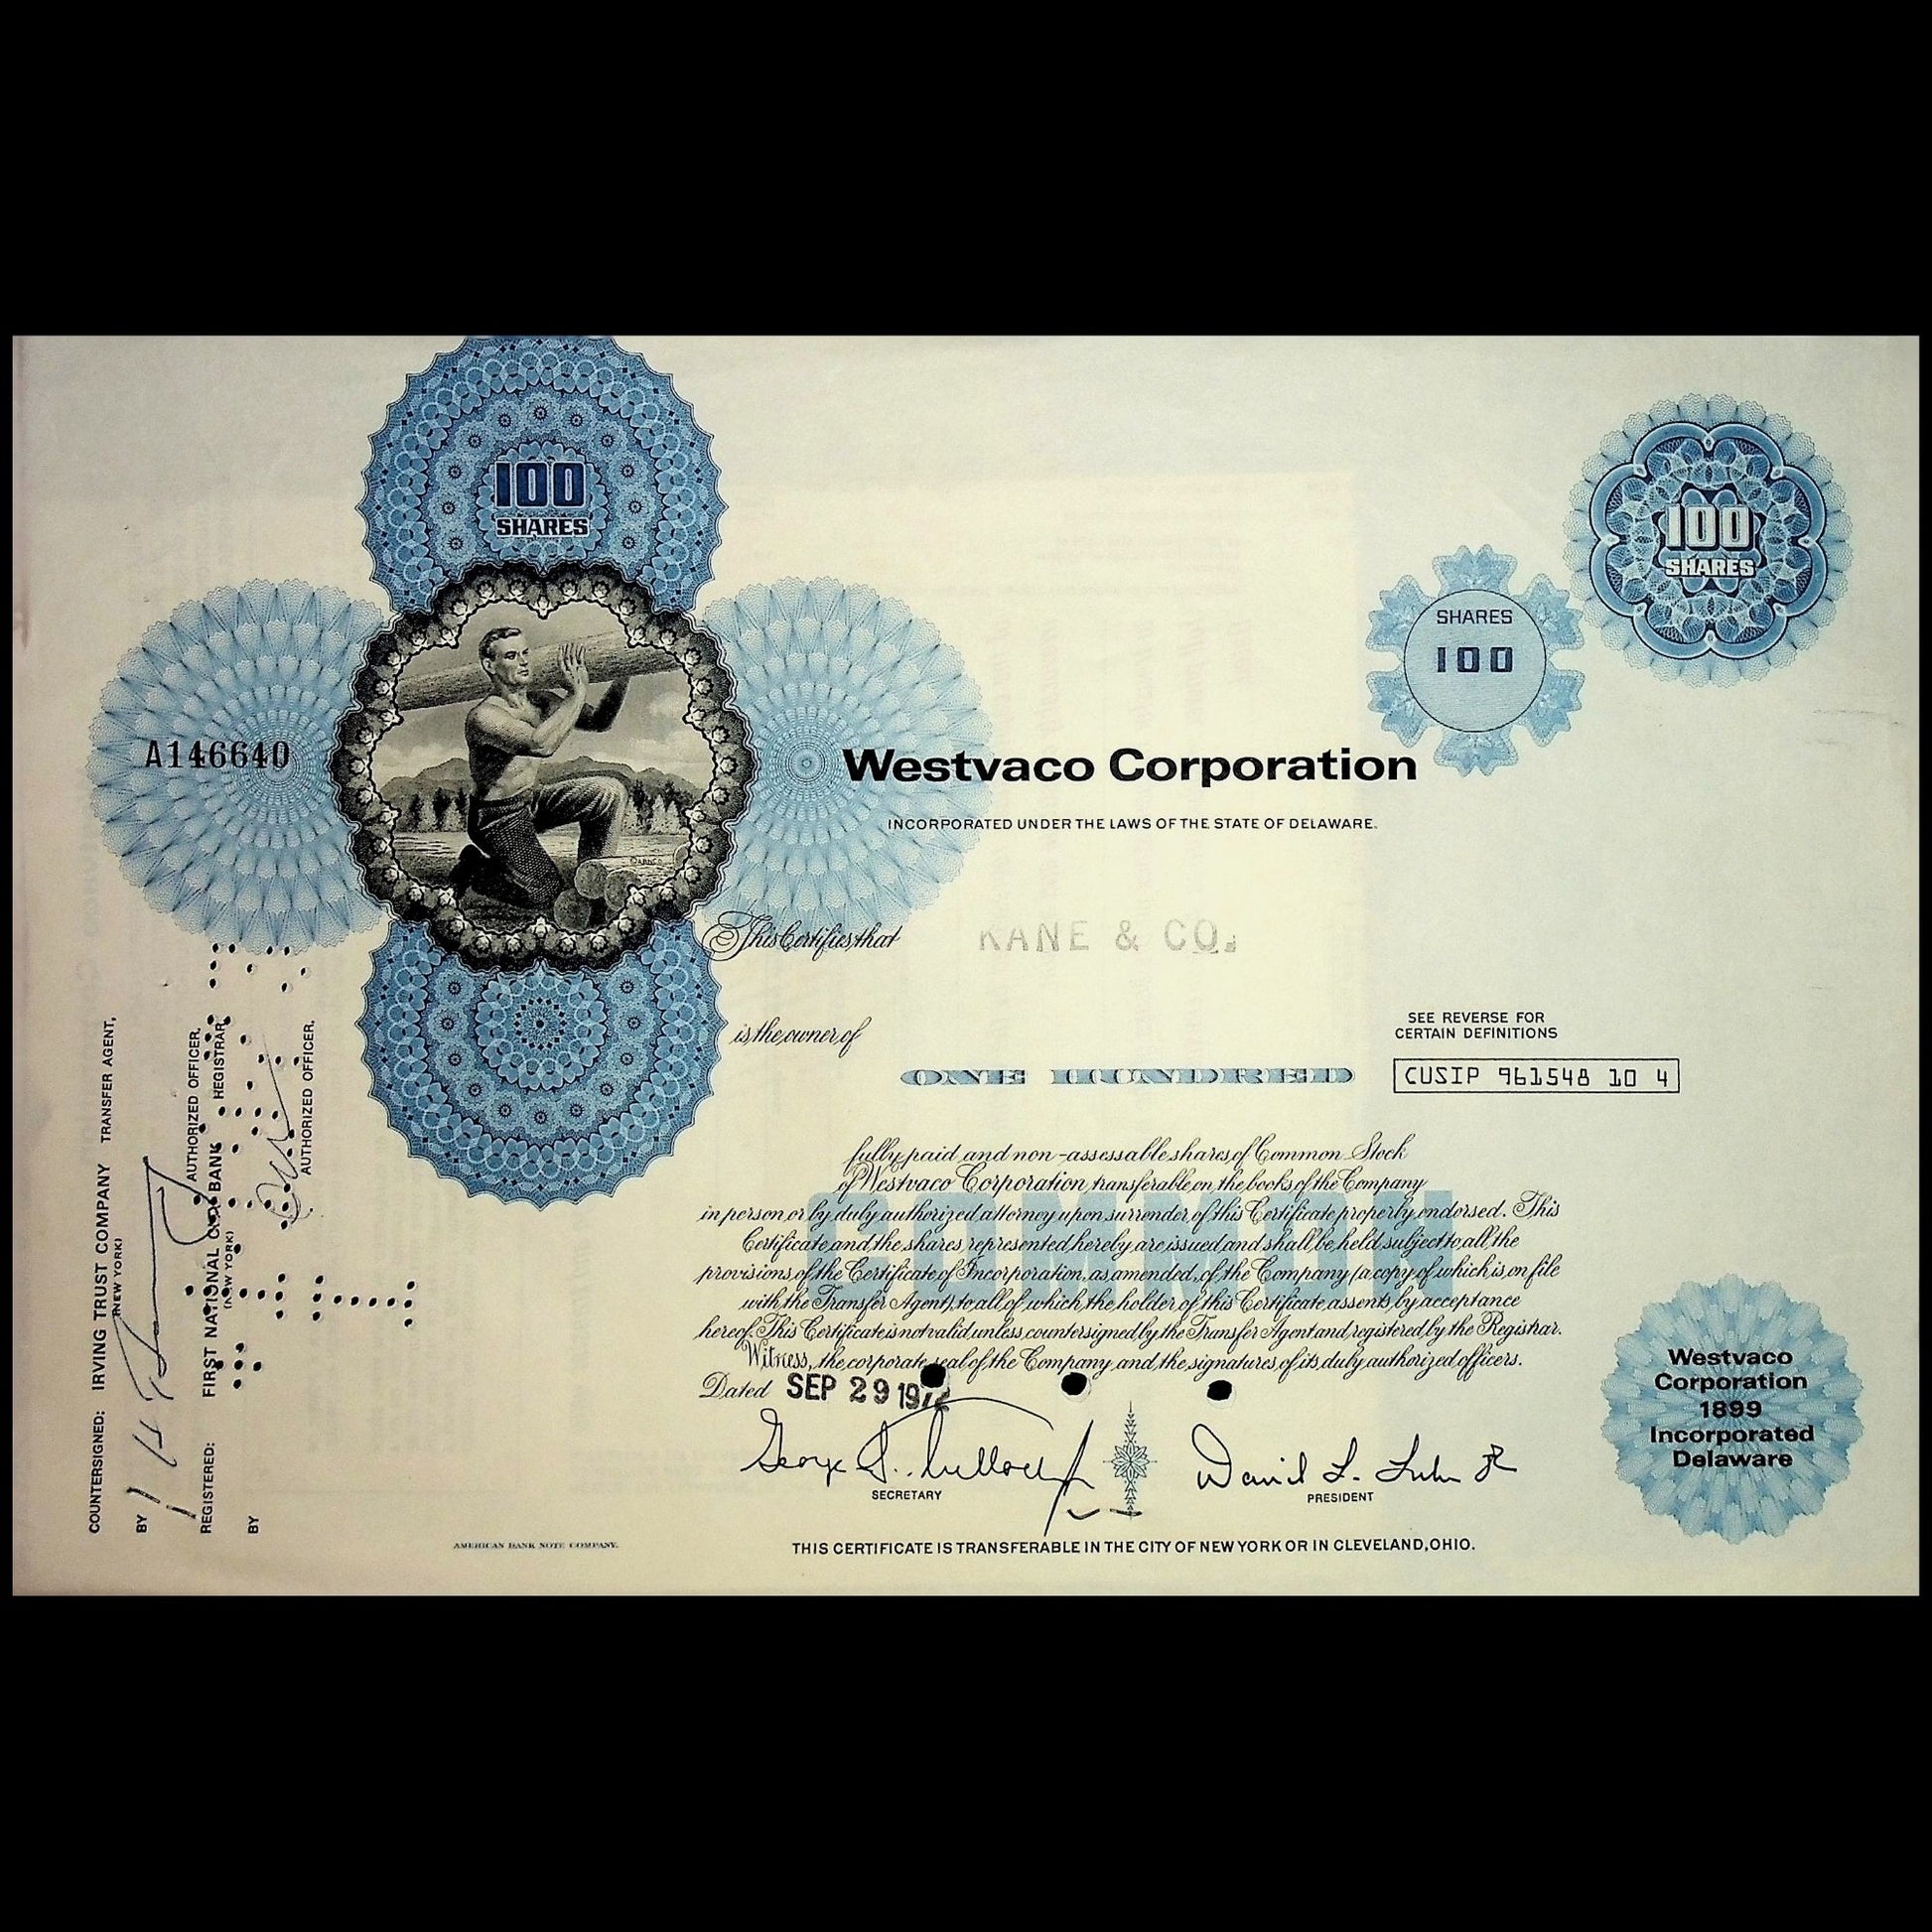 100
SHARES
100
SHARES
SHARES
100
A146640
Westvaco Corporation
INCORPORATED UNDER THE LAWS OF THE STATE OF DELAWARE.
This Certifies that
KANE & CO.
is the owner of
SEE REVERSE FOR
CERTAIN DEFINITIONS
ONE HUNDRED
CUSIP 961548 10 4
fully paid and non-assessable shares of Common Stock
of Westvaco Corporation, transferable on the books of the Company
in person or by duly authorized attorney upon surrender of this Certificate properly endorsed. This
Certificate and the shares represented hereby are issued and shall be held subject to all the
provisions of the Certificate of Incorporation, as amended, of the Company (a copy of which is on file
with the Transfer Agent), to all of which the holder of this Certificate assents by acceptance
hereof. This Certificate is not valid unless countersigned by the Transfer Agent and registered by the Registrar.
Witness, the corporate seal of the Company and the signatures of its duly authorized officers.
COMMON
Dated SEP 29 1972
SECRETARY
David L. Luke JR
PRESIDENT
Westvaco
Corporation
1899
Incorporated
Delaware
AMERICAN BANK NOTE COMPANY.
THIS CERTIFICATE IS TRANSFERABLE IN THE CITY OF NEW YORK OR IN CLEVELAND, OHIO.
COUNTERSIGNED: IRVING TRUST COMPANY TRANSFER AGENT,
(NEW YORK)
BY
AUTHORIZED OFFICER.
REGISTERED: FIRST NATIONAL CITY BANK REGISTRAR,
(NEW YORK)
BY
AUTHORIZED OFFICER.